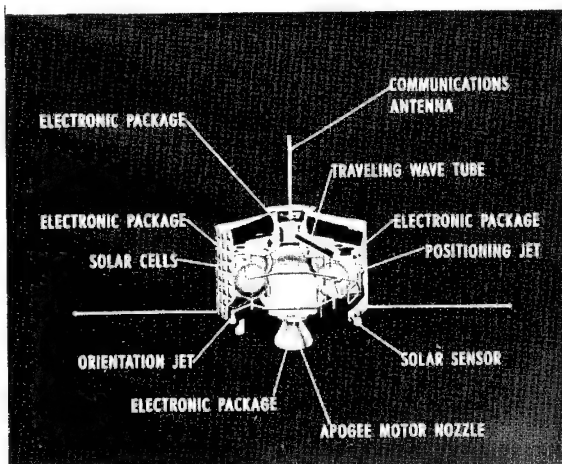 COMMUNICATIONS
ANTENNA
ELECTRONIC PACKAGE
TRAVELING WAVE TUBE
ELECTRONIC PACKAGE
ELECTRONIC PACKAGE
SOLAR CELLS
POSITIONING JET
ORIENTATION JET
SOLAR SENSOR
ELECTRONIC PACKAGE
APOGEE MOTOR NOZZLE